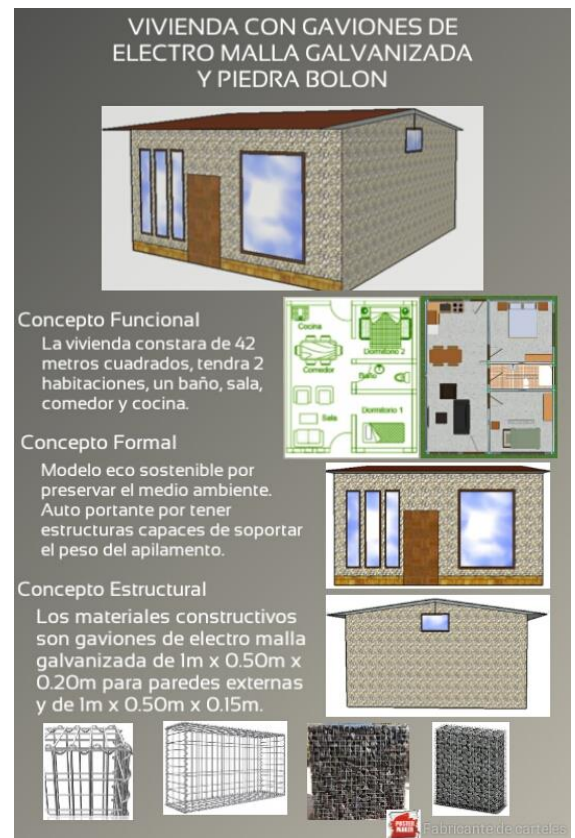 VIVIENDA CON GAVIONES DE
ELECTRO MALLA GALVANIZADA
Y PIEDRA BOLON
Concepto Funcional
La vivienda constara de 42
metros cuadrados, tendra 2
habitaciones, un baño, sala,
comedor y cocina.
Cocina
Dormitorio 2
Comedor
Baño
Sala
Dormitorio 1
Concepto Formal
Modelo eco sostenible por
preservar el medio ambiente.
Auto portante por tener
estructuras capaces de soportar
el peso del apilamento.
Concepto Estructural
Los materiales constructivos
son gaviones de electro malla
galvanizada de 1m x 0.50m x
0.20m para paredes externas
y de 1m x 0.50m x 0.15m.
POSTER
MAKER
Fabricante de carteles